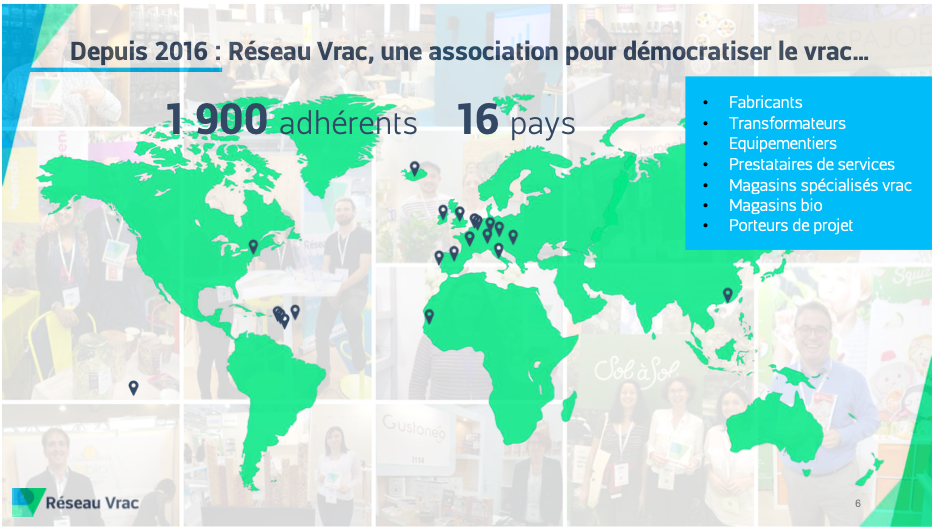 Depuis 2016 : Réseau Vrac, une association pour démocratiser le vrac...
1 900 adhérents 16 pays
• Fabricants
• Transformateurs
• Equipementiers
• Prestataires de services
• Magasins spécialisés vrac
• Magasins bio
• Porteurs de projet
Sol à Sol
Gustoneo
Réseau Vrac
6